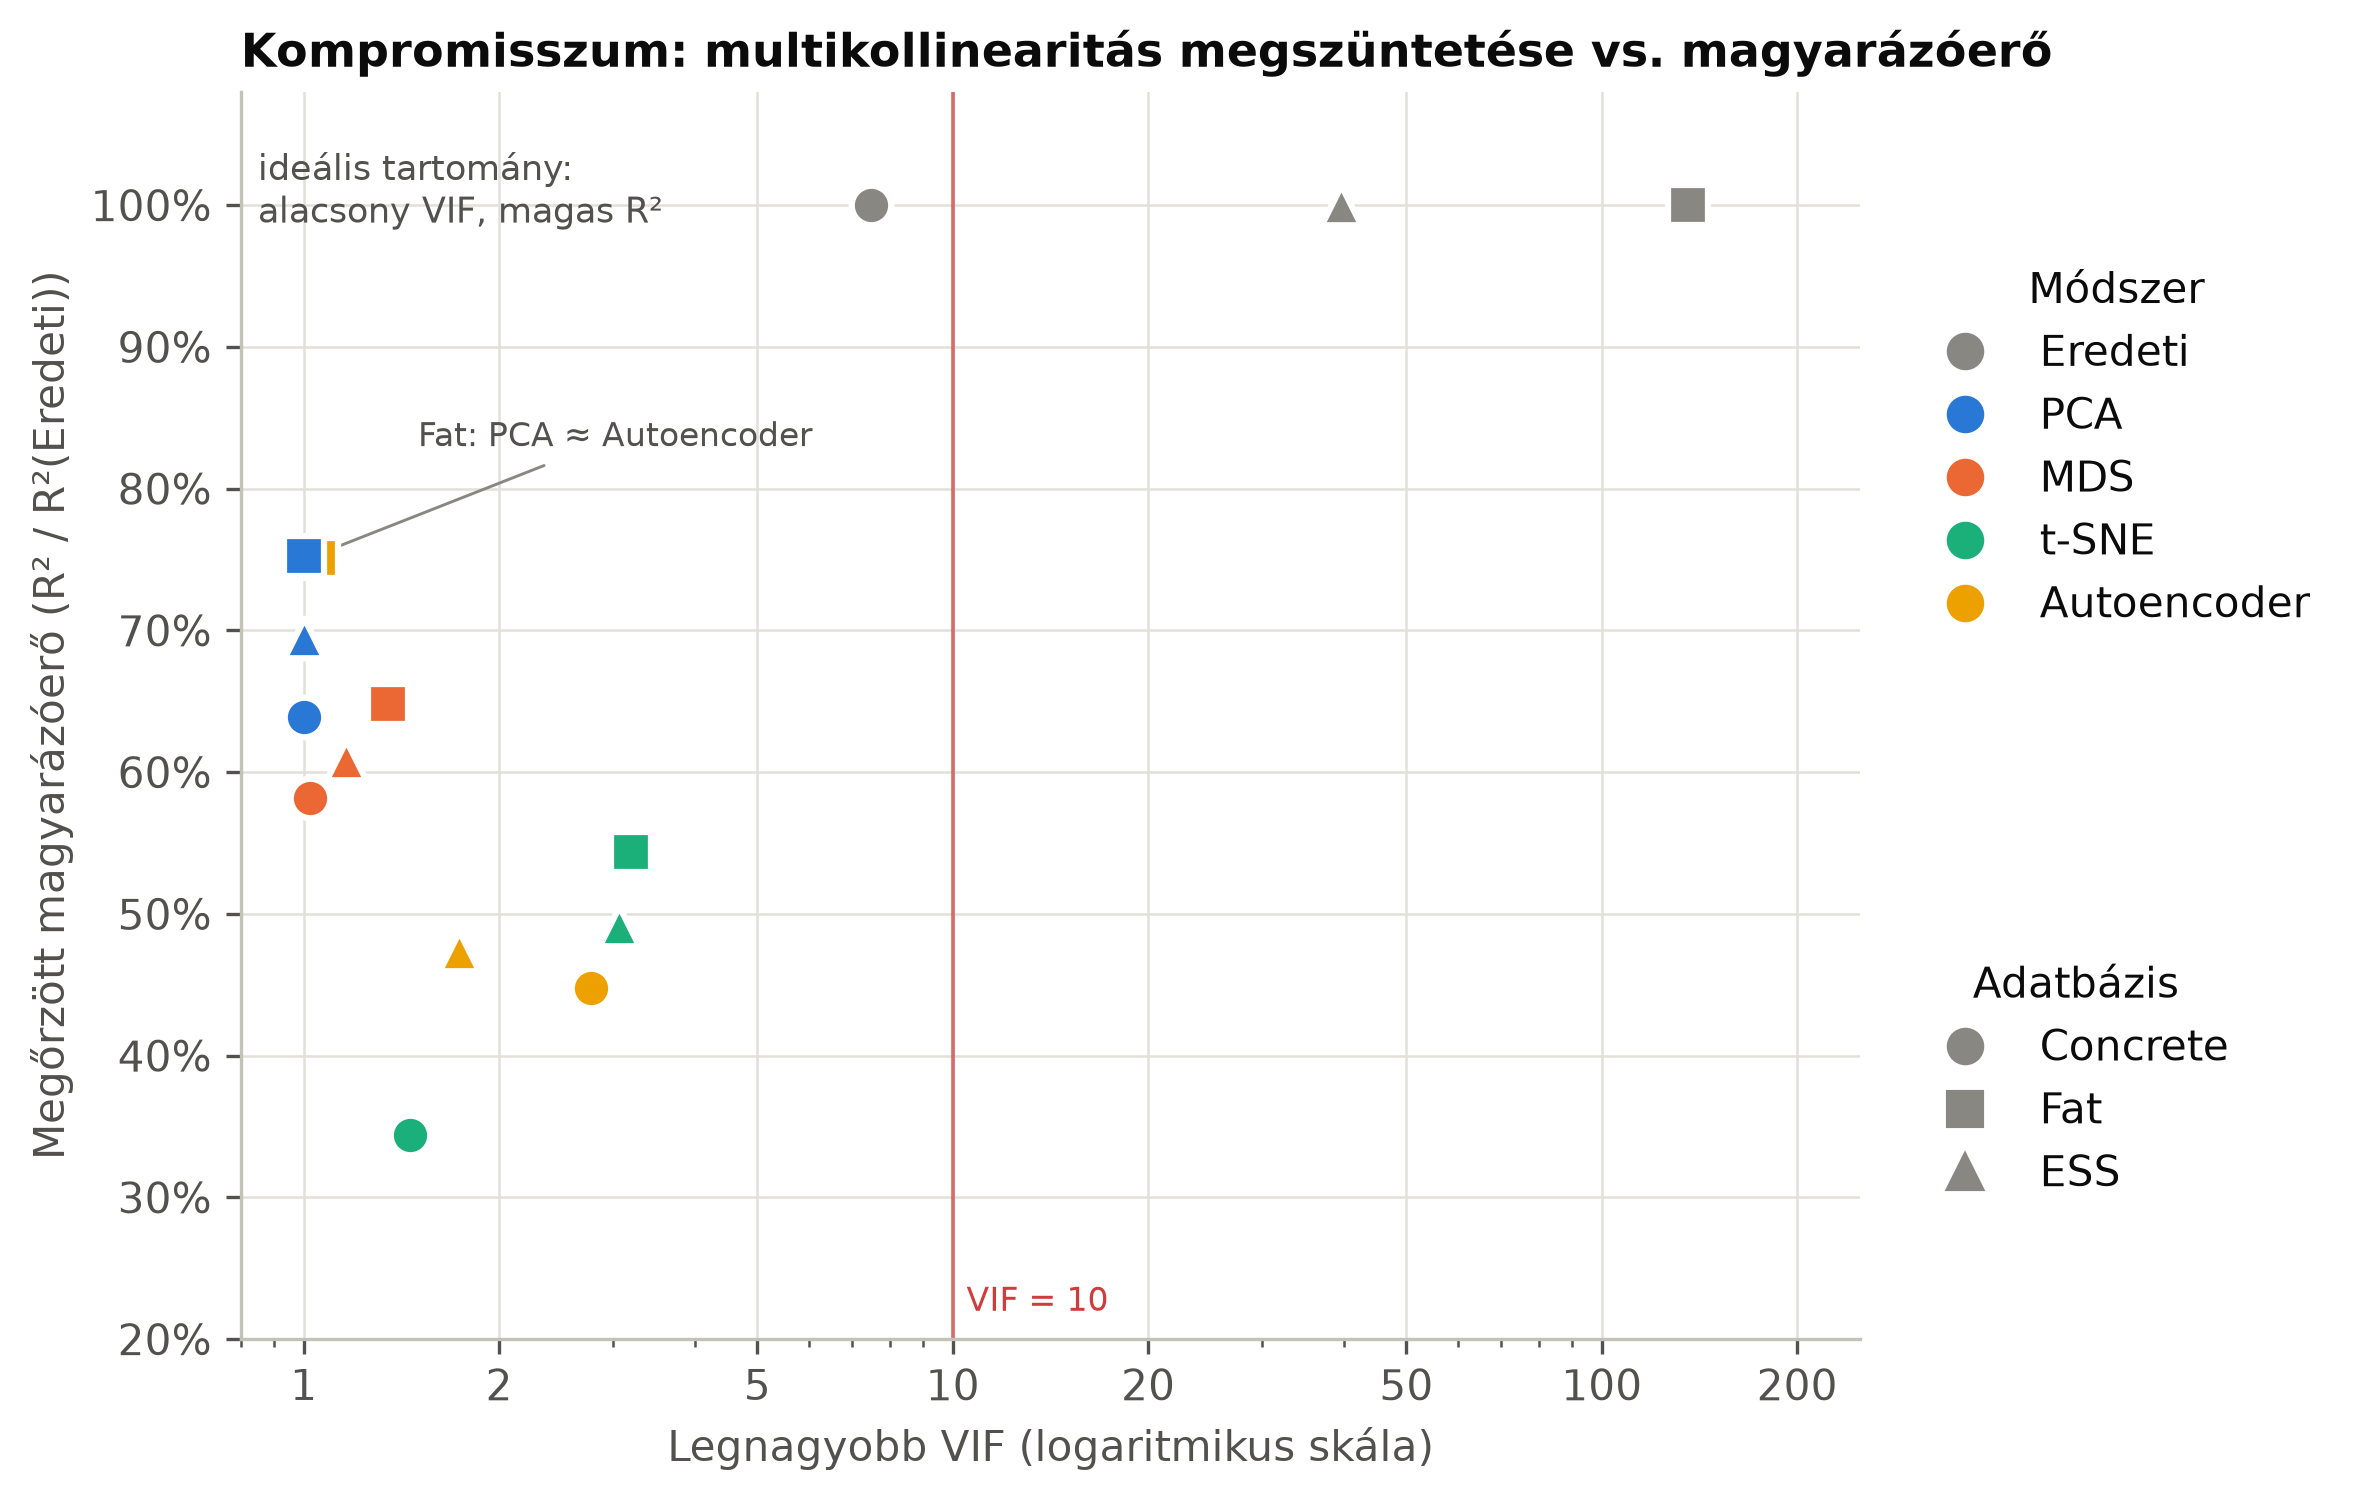 Kompromisszum: multikollinearitás megszüntetése vs. magyarázóerő
ideális tartomány:
alacsony VIF, magas R²
Fat: PCA ≈ Autoencoder
VIF = 10
Megőrzött magyarázóerő (R² / R²(Eredeti))
100%
90%
80%
70%
60%
50%
40%
30%
20%
1
2
5
10
20
50
100
200
Legnagyobb VIF (logaritmikus skála)
Módszer
Eredeti
PCA
MDS
t-SNE
Autoencoder
Adatbázis
Concrete
Fat
ESS